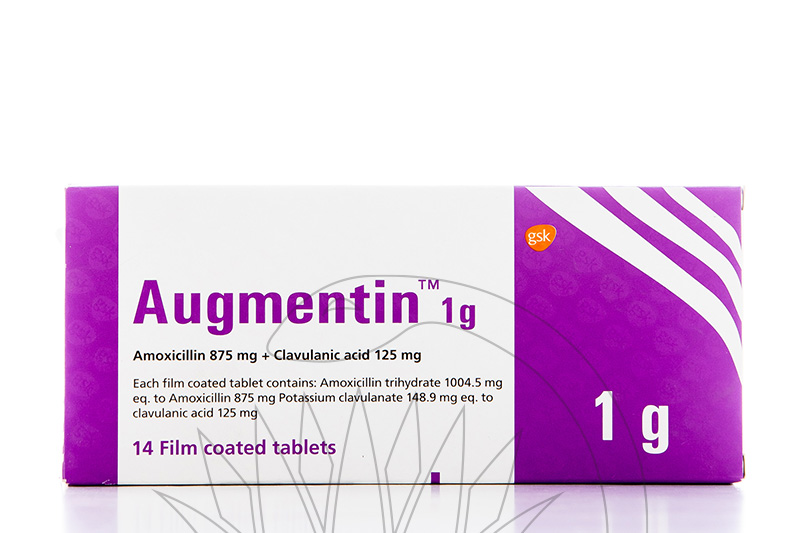 gsk
Augmentin™ 1g
Amoxicillin 875 mg + Clavulanic acid 125 mg
Each film coated tablet contains: Amoxicillin trihydrate 1004.5 mg
eq. to Amoxicillin 875 mg Potassium clavulanate 148.9 mg eq. to
clavulanic acid 125 mg
14 Film coated tablets
1 g